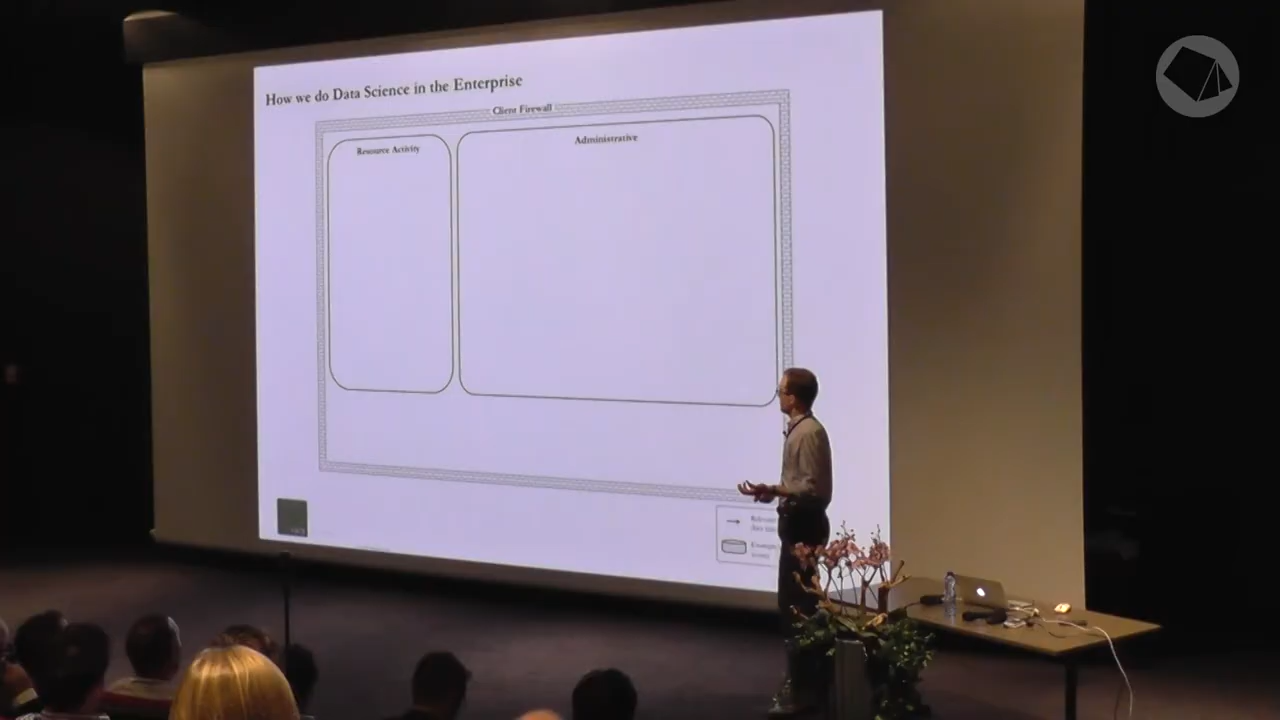 How we do Data Science in the Enterprise
Client Firewall
Resource Activity
Administrative